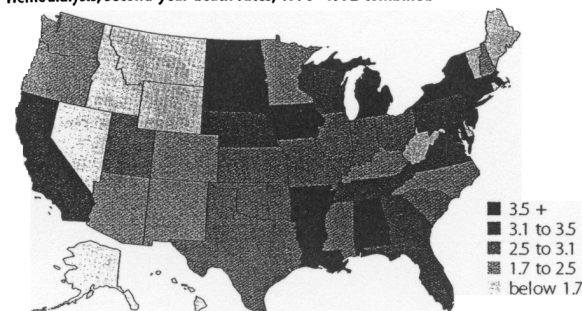 Hemodialysis, second-year death rates, combined
3.5 +
3.1 to 3.5
2.5 to 3.1
1.7 to 2.5
below 1.7